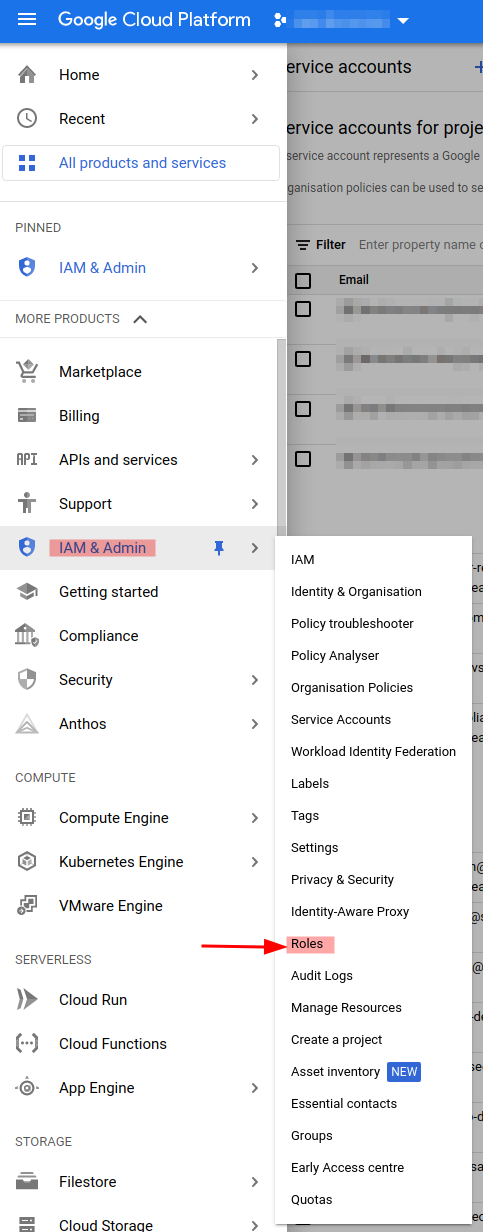 Google Cloud Platform
Home
Recent
All products and services
PINNED
IAM & Admin
MORE PRODUCTS
Marketplace
Billing
APIs and services
Support
IAM & Admin
Getting started
Compliance
Security
Anthos
COMPUTE
Compute Engine
Kubernetes Engine
VMware Engine
SERVERLESS
Cloud Run
Cloud Functions
App Engine
STORAGE
Filestore
Cloud Storage
ervice accounts
ervice accounts for proje
service account represents a Google
ganisation policies can be used to se
Filter Enter property name o
Email
IAM
Identity & Organisation
Policy troubleshooter
Policy Analyser
Organisation Policies
Service Accounts
Workload Identity Federation
Labels
Tags
Settings
Privacy & Security
Identity-Aware Proxy
Roles
Audit Logs
Manage Resources
Create a project
Asset inventory NEW
Essential contacts
Groups
Early Access centre
Quotas